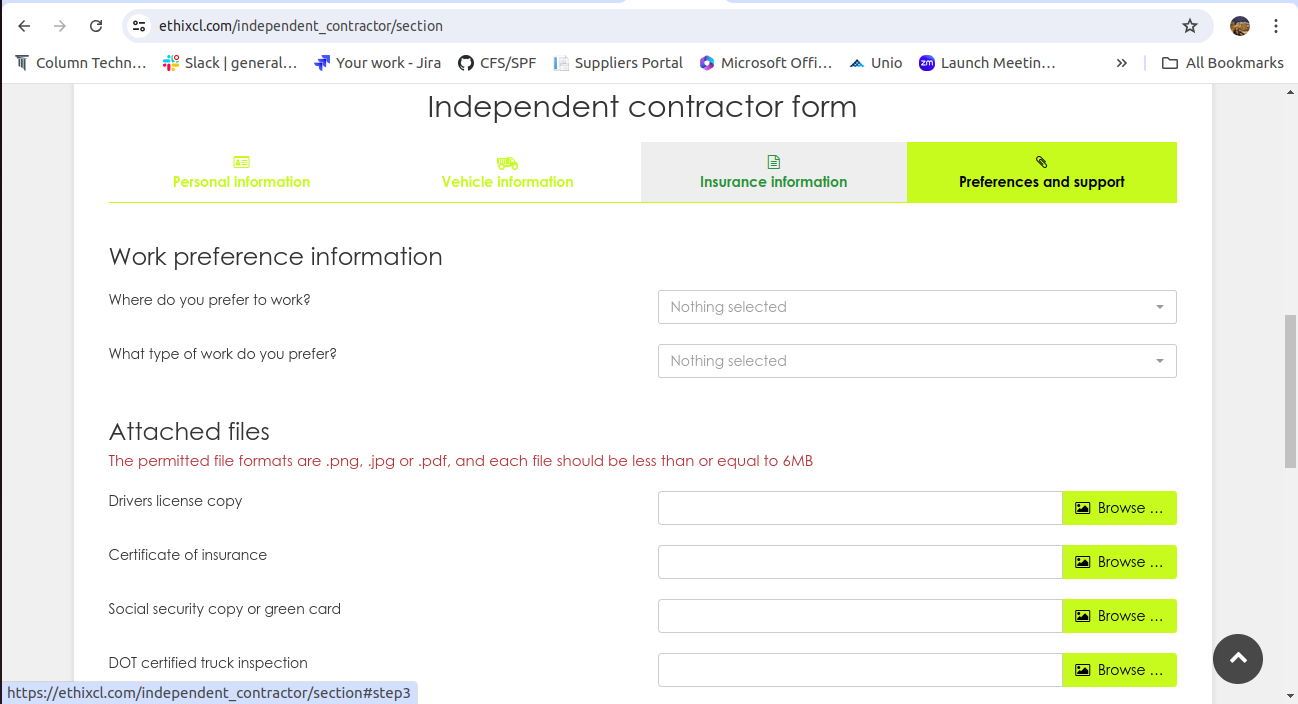 ethixcl.com/independent_contractor/section
Column Techn... Slack | general... Your work - Jira CFS/SPF Suppliers Portal Microsoft Offi... Unio zm Launch Meetin... » All Bookmarks
Independent contractor form
Personal information Vehicle information Insurance information Preferences and support
Work preference information
Where do you prefer to work? Nothing selected
What type of work do you prefer? Nothing selected
Attached files
The permitted file formats are .png, .jpg or .pdf, and each file should be less than or equal to 6MB
Drivers license copy Browse ...
Certificate of insurance Browse ...
Social security copy or green card Browse ...
DOT certified truck inspection Browse ...
https://ethixcl.com/independent_contractor/section#step3